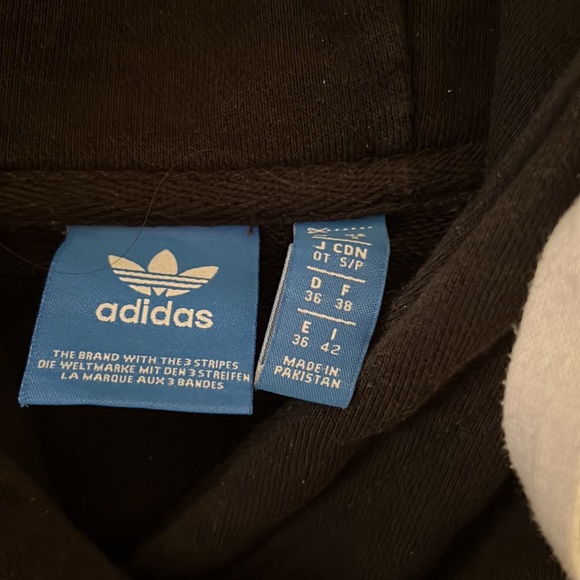 adidas
THE BRAND WITH THE 3 STRIPES
DIE WELTMARKE MIT DEN 3 STREIFEN
LA MARQUE AUX 3 BANDES
J CDN
OT S/P
D F
36 38
E I
36 42
MADE IN
PAKISTAN